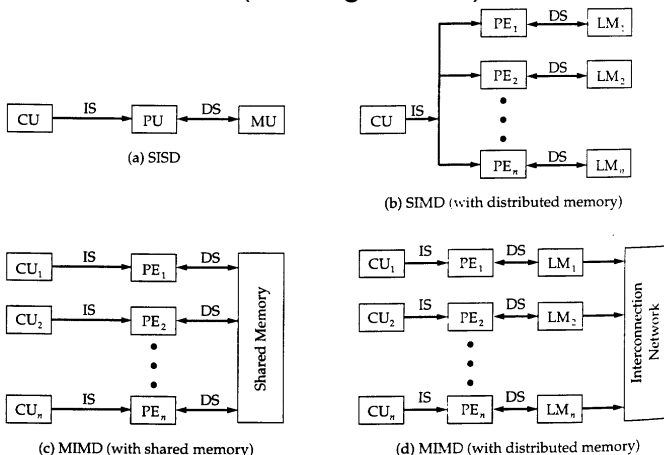 CU IS PU DS MU
(a) SISD
CU IS
PE1 DS LM1
PE2 DS LM2
PEn DS LMn
(b) SIMD (with distributed memory)
CU1 IS PE1 DS
CU2 IS PE2 DS
CUn IS PEn DS
Shared Memory
(c) MIMD (with shared memory)
CU1 IS PE1 DS LM1
CU2 IS PE2 DS LM2
CUn IS PEn DS LMn
Interconnection
Network
(d) MIMD (with distributed memory)